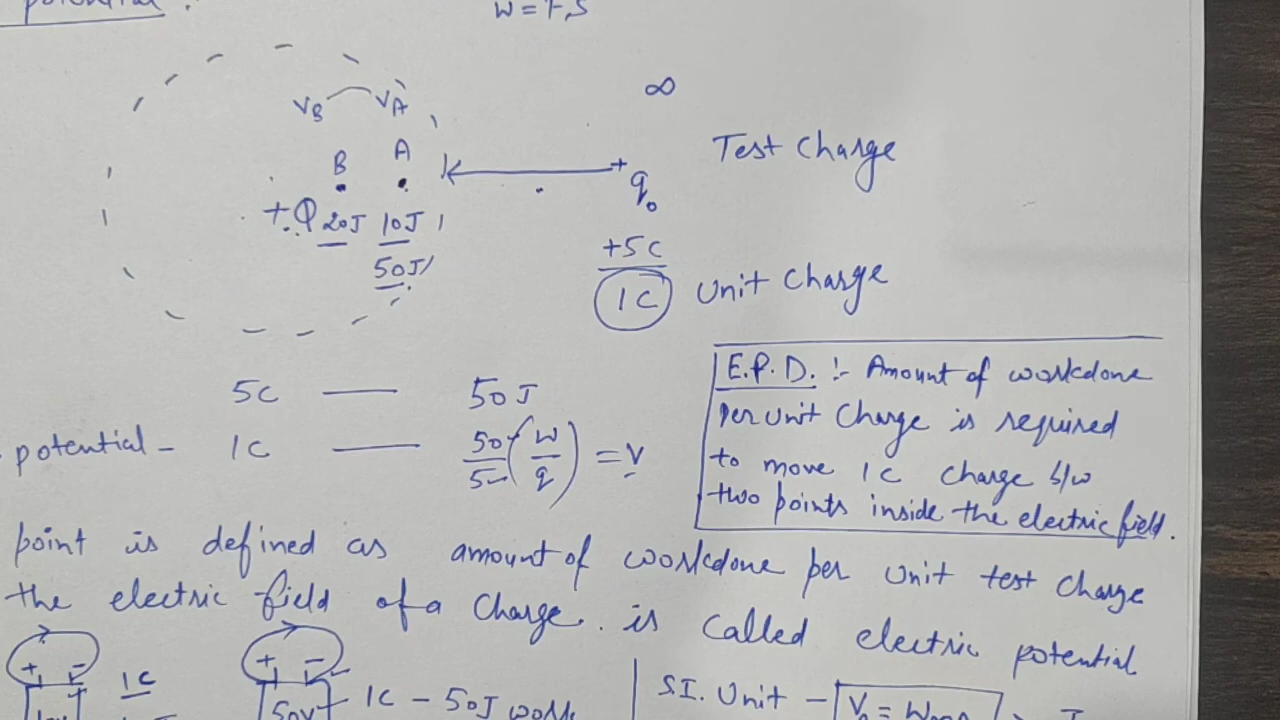 potential :
W = F.S
∞
VB VA
B A
Test Charge
+ q₀
+Q 20J 10J
50J
+5C
1C Unit Charge
5C — 50J
potential - 1C — 50/5 (W/q) = V
E.P.D. :- Amount of workdone
per unit Charge is required
to move 1C Charge b/w
two points inside the electric field.
point is defined as amount of workdone per unit test charge
the electric field of a Charge. is called electric potential
+ - 1C
+ - 50V 1C - 50J work
S.I. Unit -